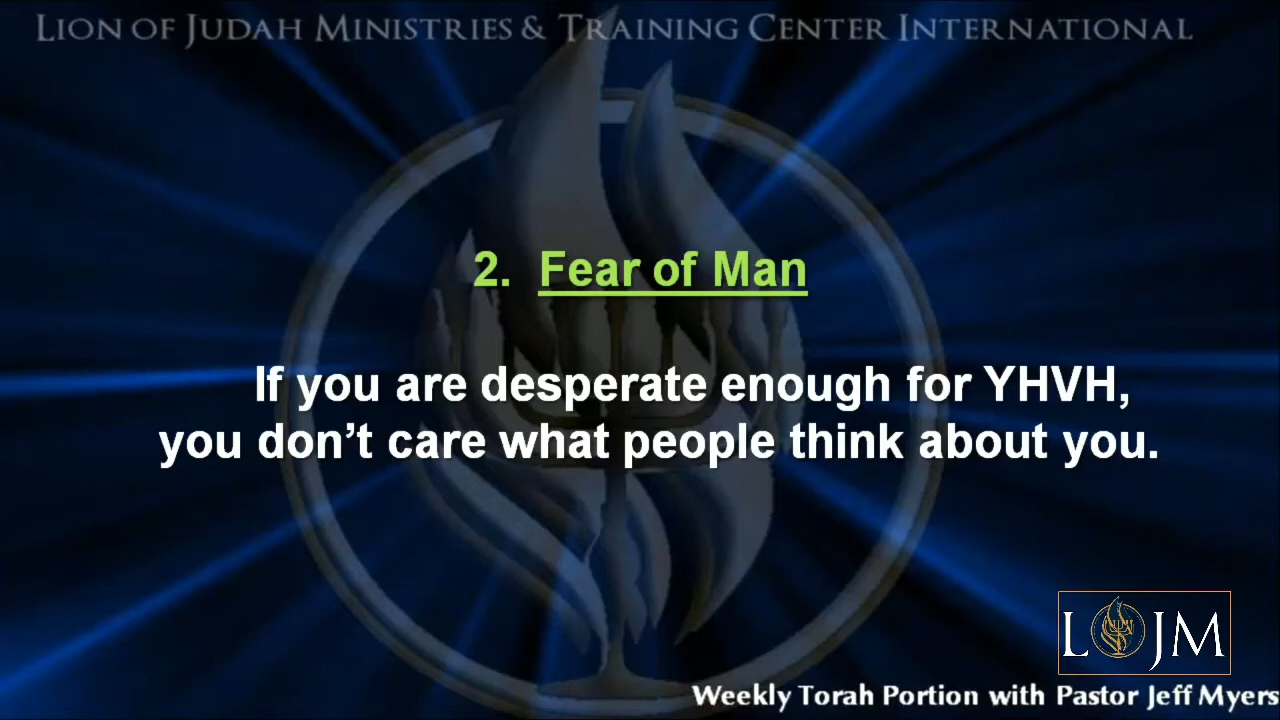 LION OF JUDAH MINISTRIES & TRAINING CENTER INTERNATIONAL
2. Fear of Man
If you are desperate enough for YHVH,
you don’t care what people think about you.
L JM
Weekly Torah Portion with Pastor Jeff Myers